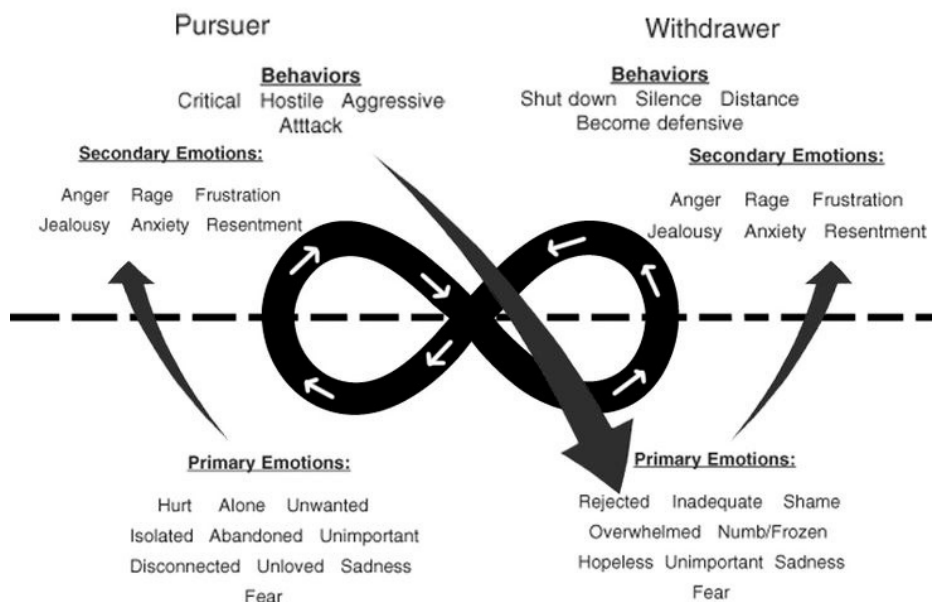 Pursuer
Behaviors
Critical Hostile Aggressive
Atttack
Secondary Emotions:
Anger Rage Frustration
Jealousy Anxiety Resentment
Primary Emotions:
Hurt Alone Unwanted
Isolated Abandoned Unimportant
Disconnected Unloved Sadness
Fear
Withdrawer
Behaviors
Shut down Silence Distance
Become defensive
Secondary Emotions:
Anger Rage Frustration
Jealousy Anxiety Resentment
Primary Emotions:
Rejected Inadequate Shame
Overwhelmed Numb/Frozen
Hopeless Unimportant Sadness
Fear